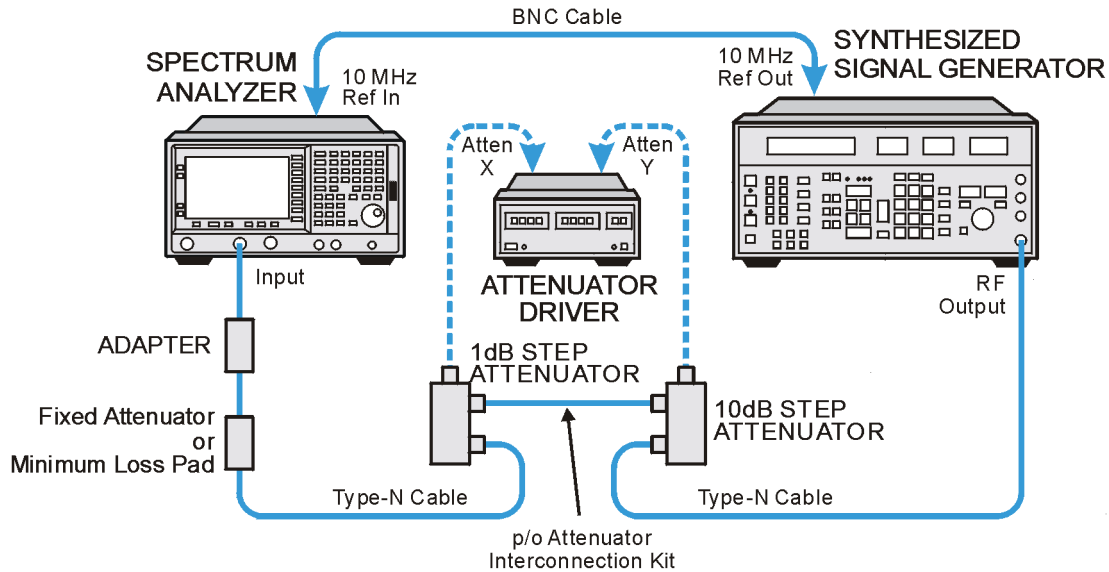 BNC Cable
SPECTRUM
ANALYZER
10 MHz
Ref In
10 MHz
Ref Out
SYNTHESIZED
SIGNAL GENERATOR
Atten
X
Atten
Y
Input
ATTENUATOR
DRIVER
RF
Output
ADAPTER
1dB STEP
ATTENUATOR
Fixed Attenuator
or
Minimum Loss Pad
10dB STEP
ATTENUATOR
Type-N Cable
Type-N Cable
p/o Attenuator
Interconnection Kit